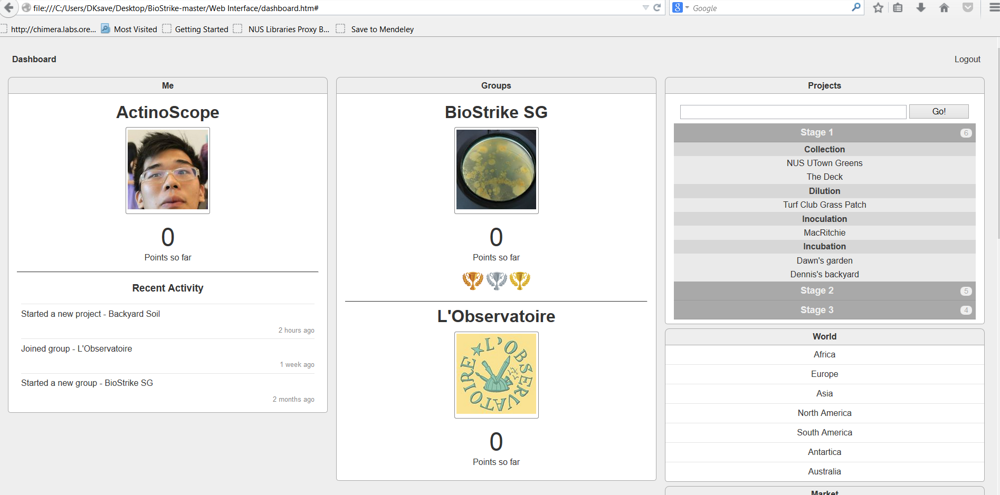 file:///C:/Users/DKsave/Desktop/BioStrike-master/Web Interface/dashboard.htm#
8 Google
http://chimera.labs.ore... Most Visited Getting Started NUS Libraries Proxy B... Save to Mendeley
Dashboard
Logout
Me
ActinoScope
0
Points so far
Recent Activity
Started a new project - Backyard Soil
2 hours ago
Joined group - L'Observatoire
1 week ago
Started a new group - BioStrike SG
2 months ago
Groups
BioStrike SG
0
Points so far
L'Observatoire
L'OBSERVATOIRE
0
Points so far
Projects
Go!
Stage 1 6
Collection
NUS UTown Greens
The Deck
Dilution
Turf Club Grass Patch
Inoculation
MacRitchie
Incubation
Dawn's garden
Dennis's backyard
Stage 2 5
Stage 3 4
World
Africa
Europe
Asia
North America
South America
Antartica
Australia
Market